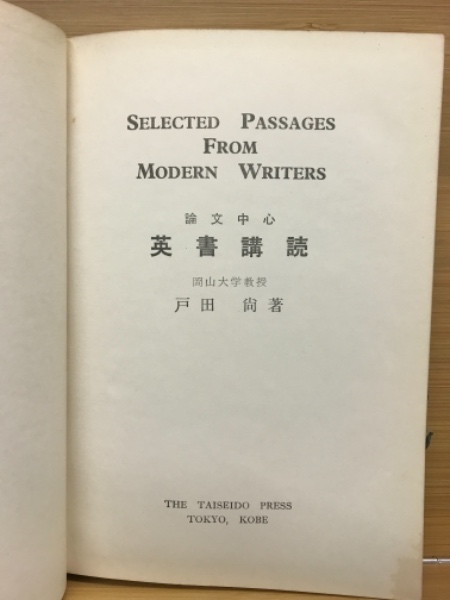 SELECTED PASSAGES
FROM
MODERN WRITERS
論文中心
英書講読
岡山大学教授
戸田尙著
THE TAISEIDO PRESS
TOKYO, KOBE